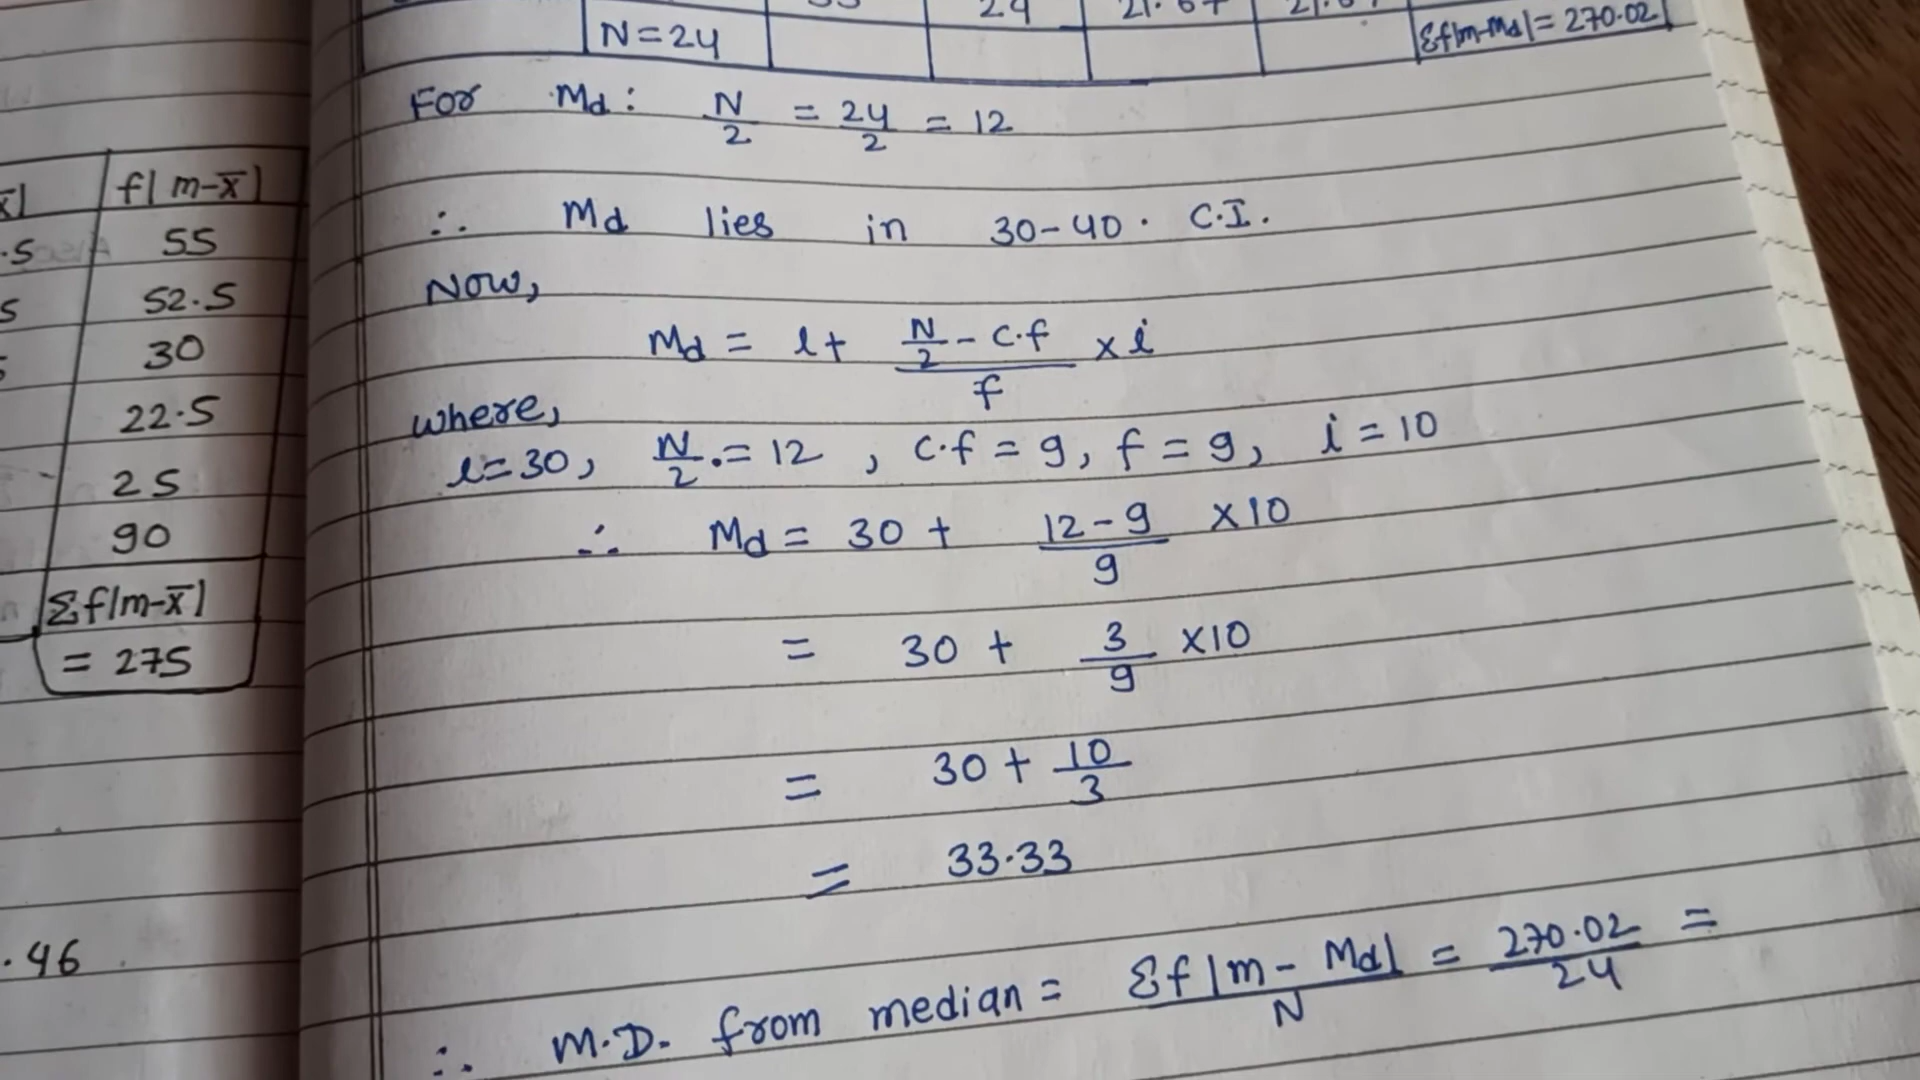 f|m-x̄|
55
52.5
30
22.5
25
90
Σf|m-x̄|
= 275
.46
24 21.67
N=24 Σf|m-Md|= 270.02
For Md: N/2 = 24/2 = 12
∴ Md lies in 30-40. C.I.
Now,
Md = l + (N/2 - c.f)/f × i
where,
l=30, N/2 = 12, c.f = 9, f = 9, i = 10
∴ Md = 30 + (12-9)/9 ×10
= 30 + 3/9 ×10
= 30 + 10/3
= 33.33
∴ M.D. from median = Σf|m-Md|/N = 270.02/24 =